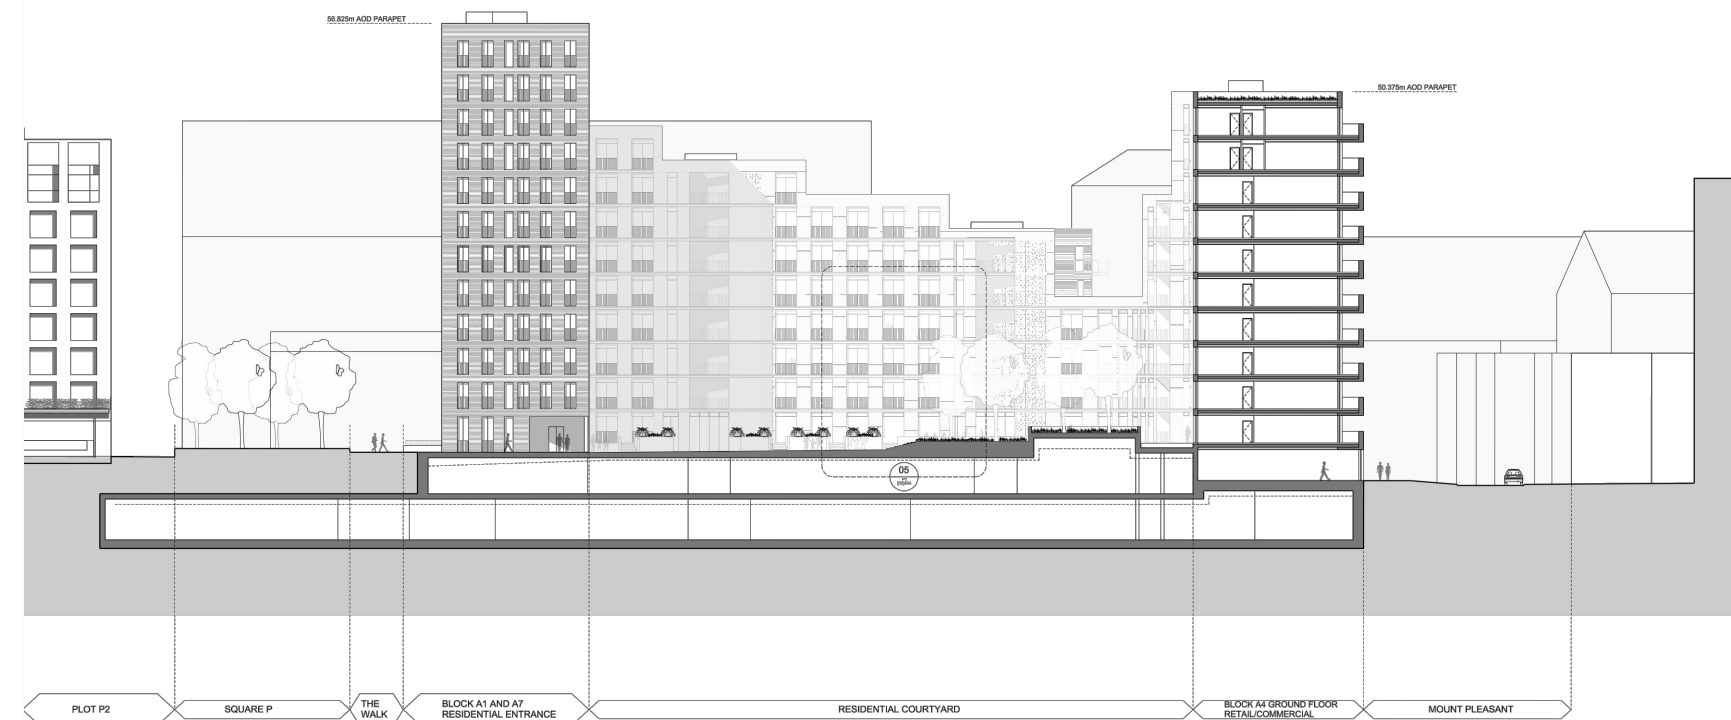 56.825m AOD PARAPET
50.375m AOD PARAPET
05
PLOT P2
SQUARE P
THE
WALK
BLOCK A1 AND A7
RESIDENTIAL ENTRANCE
RESIDENTIAL COURTYARD
BLOCK A4 GROUND FLOOR
RETAIL/COMMERCIAL
MOUNT PLEASANT